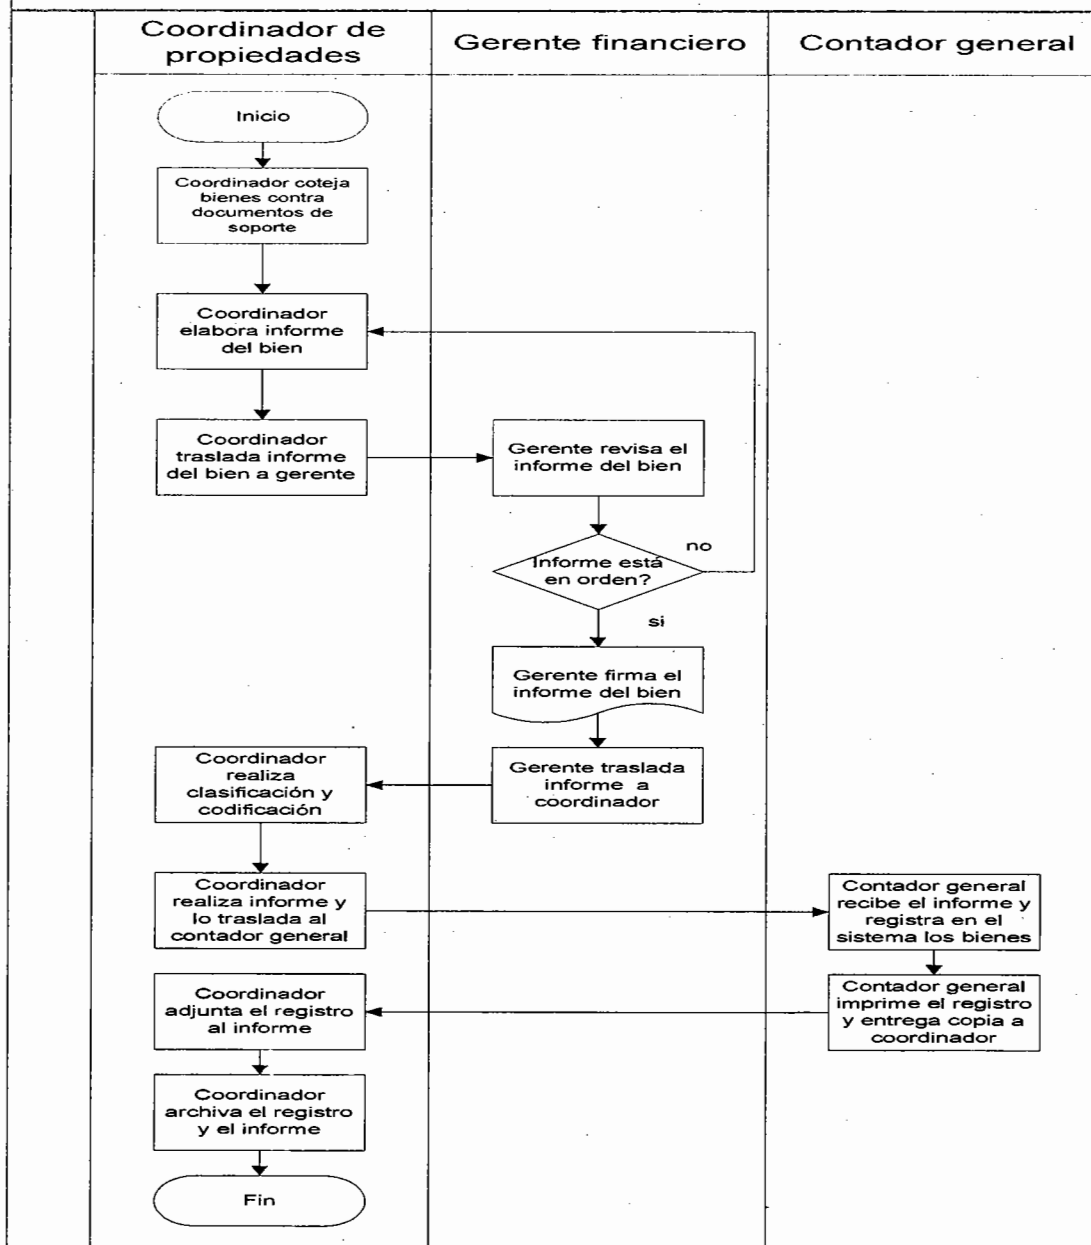 Coordinador de
propiedades
Gerente financiero
Contador general
Inicio
Coordinador coteja
bienes contra
documentos de
soporte
Coordinador
elabora informe
del bien
Coordinador
traslada informe
del bien a gerente
Gerente revisa el
informe del bien
Informe está
en orden?
no
si
Gerente firma el
informe del bien
Gerente traslada
informe a
coordinador
Coordinador
realiza
clasificación y
codificación
Coordinador
realiza informe y
lo traslada al
contador general
Contador general
recibe el informe y
registra en el
sistema los bienes
Contador general
imprime el registro
y entrega copia a
coordinador
Coordinador
adjunta el registro
al informe
Coordinador
archiva el registro
y el informe
Fin